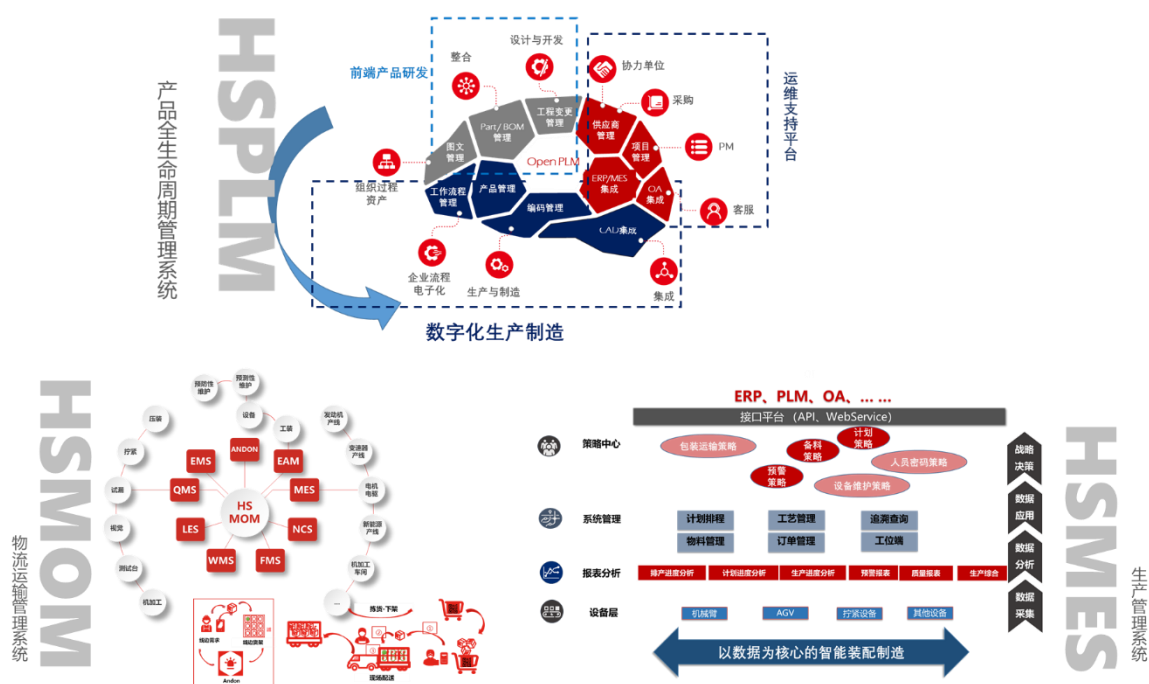 HSPLM
产品全生命周期管理系统
前端产品研发
整合
设计与开发
协力单位
采购
PM
客服
运维支持平台
组织过程
资产
图文
管理
Part / BOM
管理
工程变更
管理
供应商
管理
项目
管理
Open PLM
工作流程
管理
产品管理
编码管理
ERP/MES
集成
OA
集成
CAD集成
企业流程
电子化
生产与制造
集成
数字化生产制造
HSMOM
物流运输管理系统
预防性
维护
预测性
维护
设备
工装
压装
拧紧
试漏
视觉
测试台
机加工
发动机
产线
变速器
产线
电机
电驱
新能源
产线
机加工
车间
...
ANDON
EMS
EAM
QMS
MES
HS
MOM
LES
NCS
WMS
FMS
线边需求
线边货架
Andon
拣货-下架
现场配送
ERP、PLM、OA、... ...
接口平台 （API、WebService）
策略中心
包装运输策略
备料
策略
计划
策略
预警
策略
人员密码策略
设备维护策略
系统管理
计划排程
工艺管理
追溯查询
物料管理
订单管理
工位端
报表分析
排产进度分析
计划进度分析
生产进度分析
预警报表
质量报表
生产综合
设备层
机械臂
AGV
拧紧设备
其他设备
以数据为核心的智能装配制造
战略
决策
数据
应用
数据
分析
数据
采集
HSMES
生产管理系统